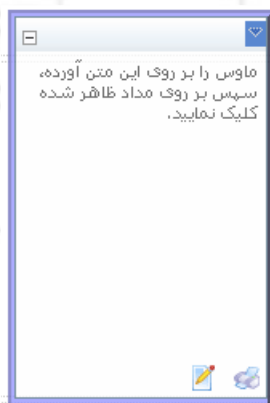 ماوس را بر روی این متن آورده،
سپس بر روی مداد ظاهر شده
کلیک نمایید.